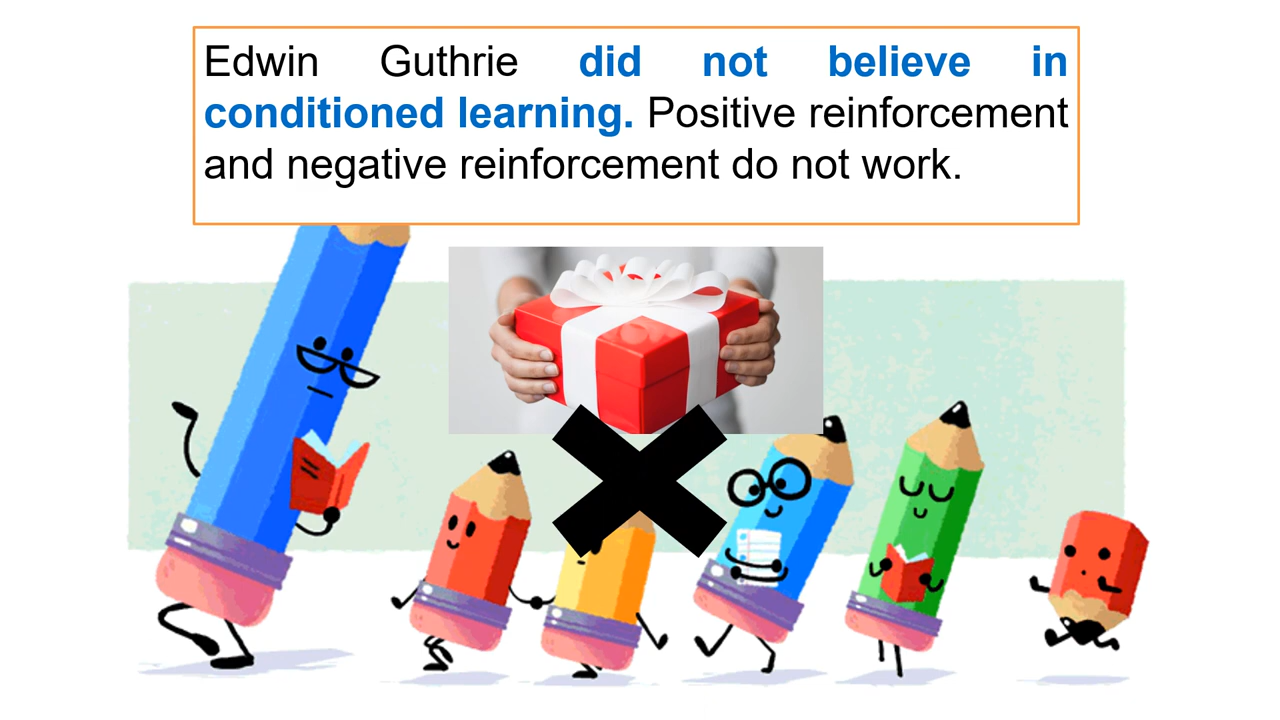 Edwin Guthrie did not believe in
conditioned learning. Positive reinforcement
and negative reinforcement do not work.